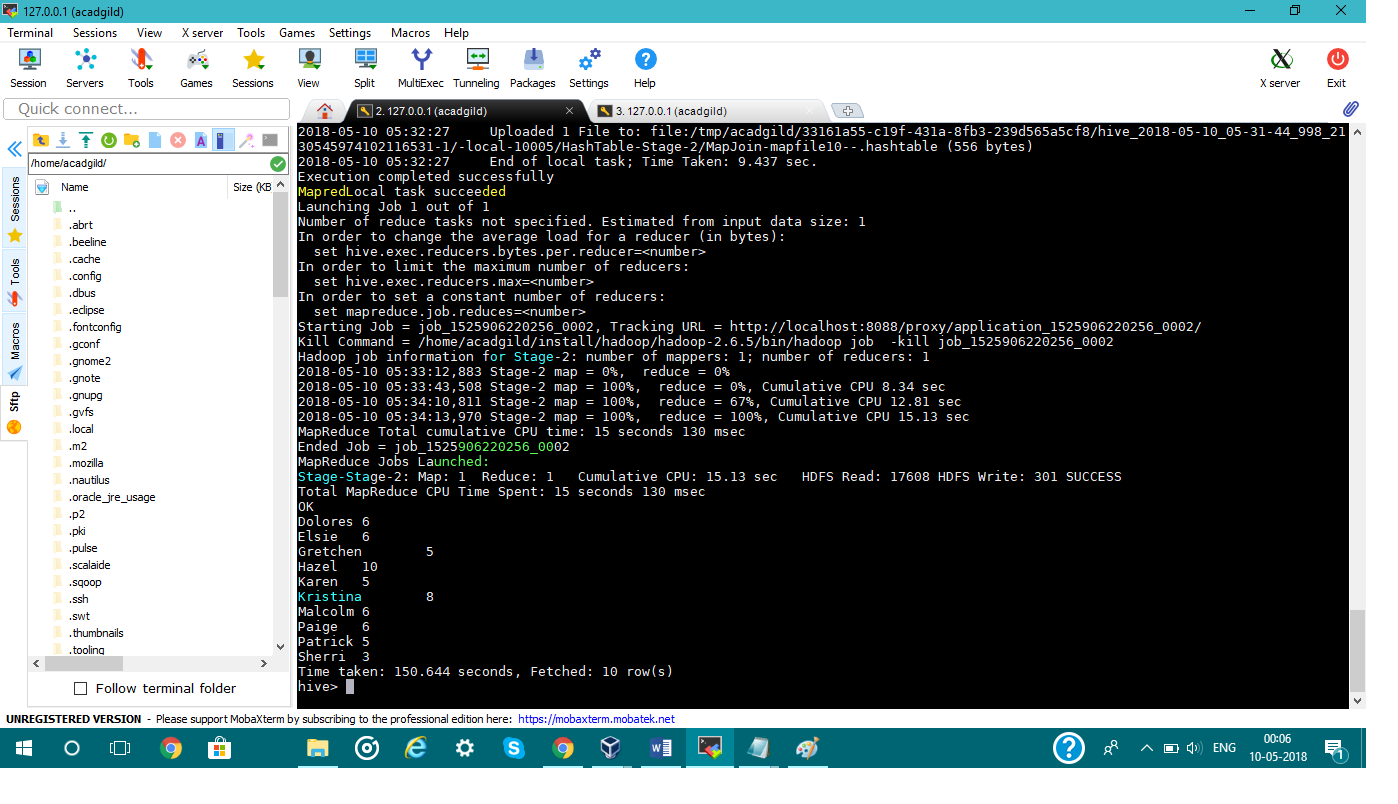 127.0.0.1 (acadgild)
Terminal Sessions View X server Tools Games Settings Macros Help
Session Servers Tools Games Sessions View Split MultiExec Tunneling Packages Settings Help X server Exit
Quick connect...
2. 127.0.0.1 (acadgild)
3. 127.0.0.1 (acadgild)
/home/acadgild/
Name Size (KB
Sessions
Tools
Macros
Sftp
..
.abrt
.beeline
.cache
.config
.dbus
.eclipse
.fontconfig
.gconf
.gnome2
.gnote
.gnupg
.gvfs
.local
.m2
.mozilla
.nautilus
.oracle_jre_usage
.p2
.pki
.pulse
.scalaide
.sqoop
.ssh
.swt
.thumbnails
.tooling
Follow terminal folder
2018-05-10 05:32:27     Uploaded 1 File to: file:/tmp/acadgild/33161a55-c19f-431a-8fb3-239d565a5cf8/hive_2018-05-10_05-31-44_998_21
30545974102116531-1/-local-10005/HashTable-Stage-2/MapJoin-mapfile10--.hashtable (556 bytes)
2018-05-10 05:32:27     End of local task; Time Taken: 9.437 sec.
Execution completed successfully
MapredLocal task succeeded
Launching Job 1 out of 1
Number of reduce tasks not specified. Estimated from input data size: 1
In order to change the average load for a reducer (in bytes):
  set hive.exec.reducers.bytes.per.reducer=<number>
In order to limit the maximum number of reducers:
  set hive.exec.reducers.max=<number>
In order to set a constant number of reducers:
  set mapreduce.job.reduces=<number>
Starting Job = job_1525906220256_0002, Tracking URL = http://localhost:8088/proxy/application_1525906220256_0002/
Kill Command = /home/acadgild/install/hadoop/hadoop-2.6.5/bin/hadoop job  -kill job_1525906220256_0002
Hadoop job information for Stage-2: number of mappers: 1; number of reducers: 1
2018-05-10 05:33:12,883 Stage-2 map = 0%,  reduce = 0%
2018-05-10 05:33:43,508 Stage-2 map = 100%,  reduce = 0%, Cumulative CPU 8.34 sec
2018-05-10 05:34:10,811 Stage-2 map = 100%,  reduce = 67%, Cumulative CPU 12.81 sec
2018-05-10 05:34:13,970 Stage-2 map = 100%,  reduce = 100%, Cumulative CPU 15.13 sec
MapReduce Total cumulative CPU time: 15 seconds 130 msec
Ended Job = job_1525906220256_0002
MapReduce Jobs Launched:
Stage-Stage-2: Map: 1  Reduce: 1   Cumulative CPU: 15.13 sec   HDFS Read: 17608 HDFS Write: 301 SUCCESS
Total MapReduce CPU Time Spent: 15 seconds 130 msec
OK
Dolores 6
Elsie   6
Gretchen        5
Hazel   10
Karen   5
Kristina        8
Malcolm 6
Paige   6
Patrick 5
Sherri  3
Time taken: 150.644 seconds, Fetched: 10 row(s)
hive>
UNREGISTERED VERSION - Please support MobaXterm by subscribing to the professional edition here: https://mobaxterm.mobatek.net
ENG
00:06
10-05-2018
1